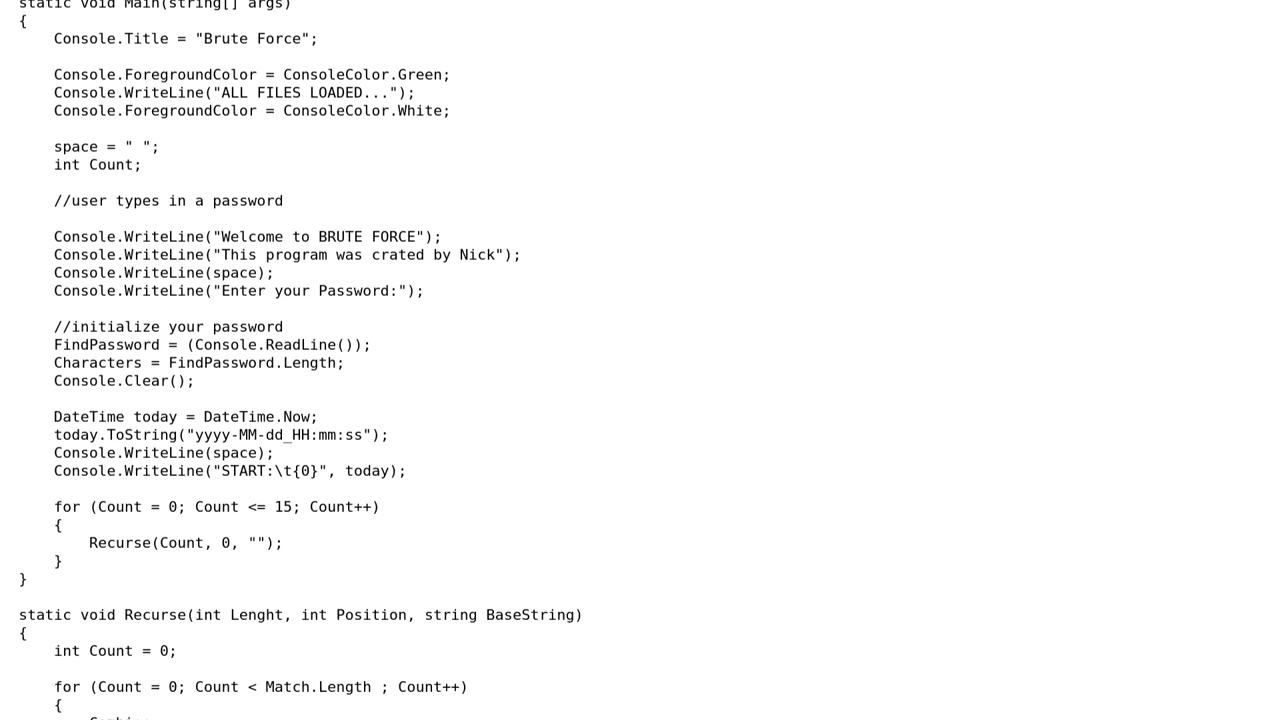 static void Main(string[] args)
{
    Console.Title = "Brute Force";

    Console.ForegroundColor = ConsoleColor.Green;
    Console.WriteLine("ALL FILES LOADED...");
    Console.ForegroundColor = ConsoleColor.White;

    space = " ";
    int Count;

    //user types in a password

    Console.WriteLine("Welcome to BRUTE FORCE");
    Console.WriteLine("This program was crated by Nick");
    Console.WriteLine(space);
    Console.WriteLine("Enter your Password:");

    //initialize your password
    FindPassword = (Console.ReadLine());
    Characters = FindPassword.Length;
    Console.Clear();

    DateTime today = DateTime.Now;
    today.ToString("yyyy-MM-dd_HH:mm:ss");
    Console.WriteLine(space);
    Console.WriteLine("START:\t{0}", today);

    for (Count = 0; Count <= 15; Count++)
    {
        Recurse(Count, 0, "");
    }
}

static void Recurse(int Lenght, int Position, string BaseString)
{
    int Count = 0;

    for (Count = 0; Count < Match.Length ; Count++)
    {